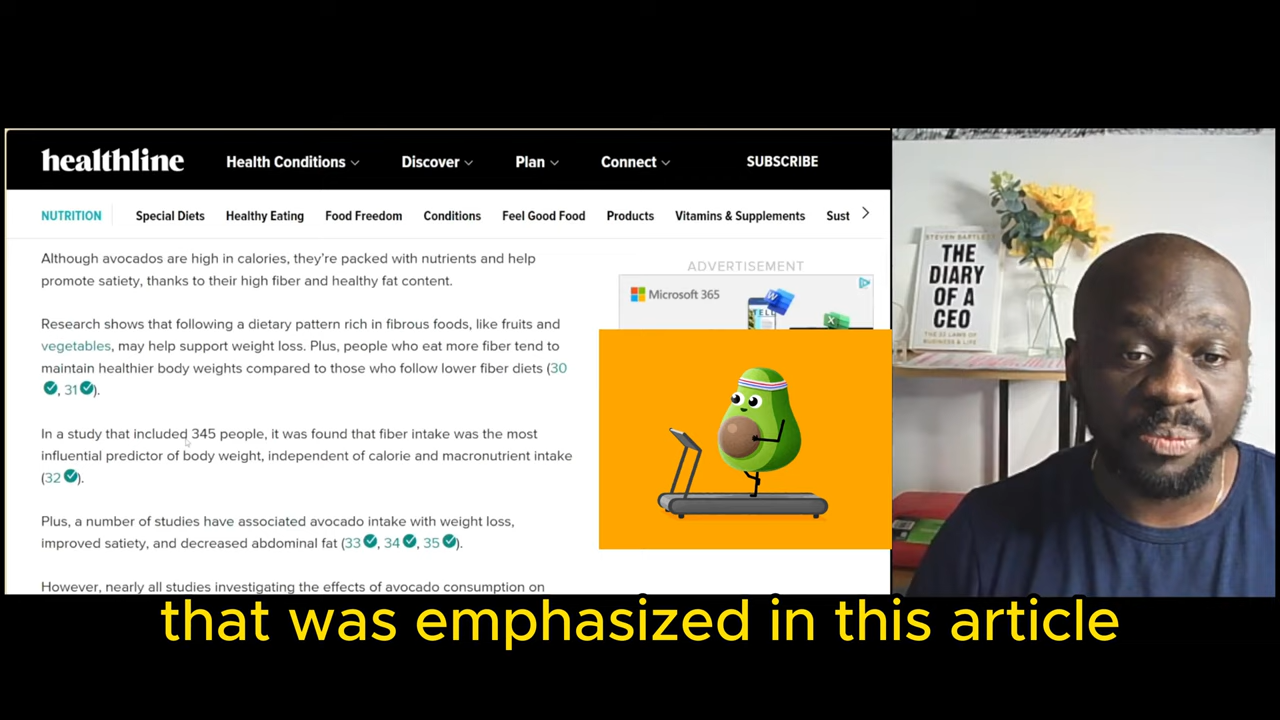 healthline
Health Conditions
Discover
Plan
Connect
SUBSCRIBE
NUTRITION
Special Diets
Healthy Eating
Food Freedom
Conditions
Feel Good Food
Products
Vitamins & Supplements
Sust
Although avocados are high in calories, they're packed with nutrients and help
promote satiety, thanks to their high fiber and healthy fat content.
Research shows that following a dietary pattern rich in fibrous foods, like fruits and
vegetables, may help support weight loss. Plus, people who eat more fiber tend to
maintain healthier body weights compared to those who follow lower fiber diets (30
, 31 ).
In a study that included 345 people, it was found that fiber intake was the most
influential predictor of body weight, independent of calorie and macronutrient intake
(32 ).
Plus, a number of studies have associated avocado intake with weight loss,
improved satiety, and decreased abdominal fat (33 , 34 , 35 ).
However, nearly all studies investigating the effects of avocado consumption on
ADVERTISEMENT
Microsoft 365
STEVEN BARTLETT
THE
DIARY
OF A
CEO
THE 33 LAWS OF
BUSINESS & LIFE
that was emphasized in this article